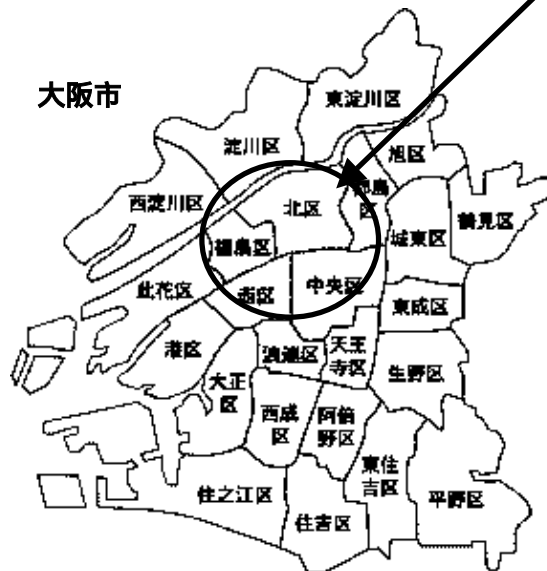 大阪市
東淀川区
淀川区
旭区
西淀川区
北区
都島
区
鶴見区
城東区
福島区
此花区
西区
中央区
東成区
港区
浪速区
天王
寺区
大正
区
生野区
西成
区
阿倍
野区
東住
吉区
住之江区
平野区
住吉区